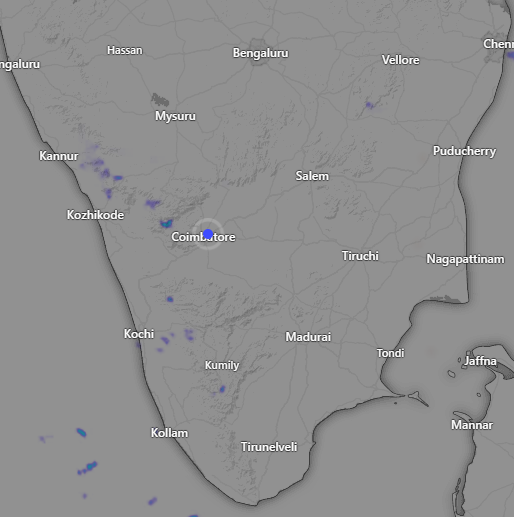 Hassan
Bengaluru
Chenn
ngaluru
Vellore
Mysuru
Kannur
Puducherry
Salem
Kozhikode
Coimbatore
Tiruchi
Nagapattinam
Kochi
Madurai
Tondi
Jaffna
Kumily
Mannar
Kollam
Tirunelveli